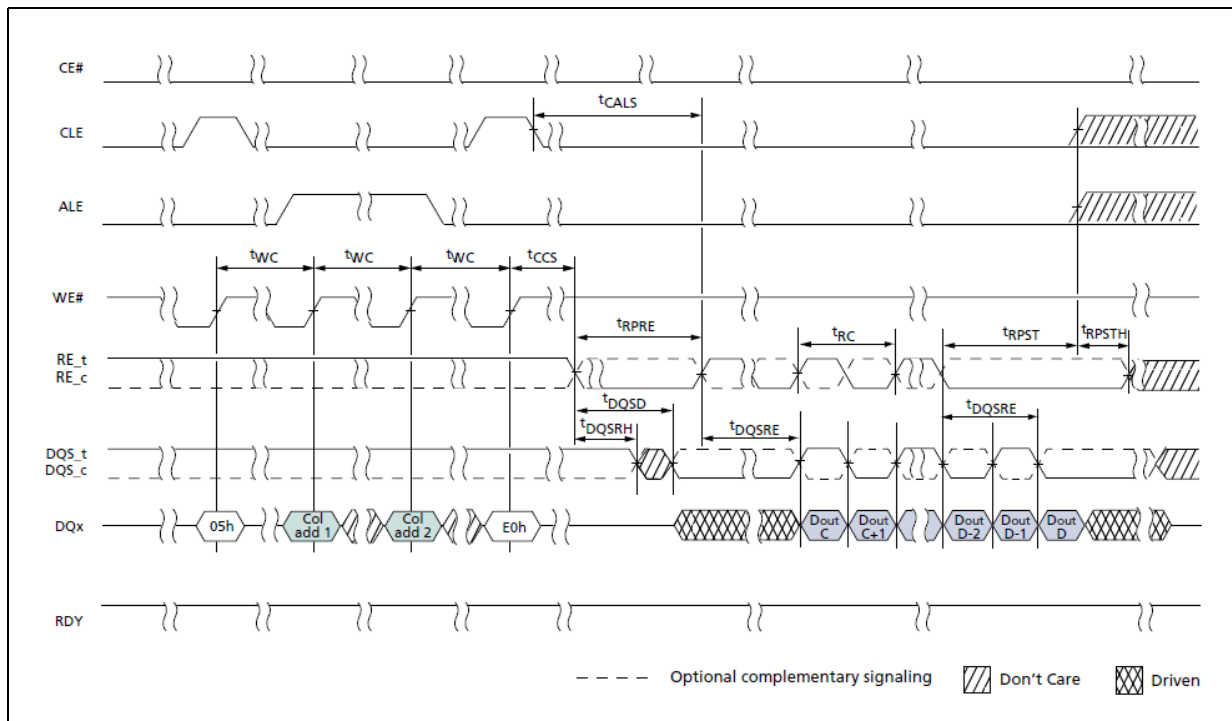 CE#
tCALS
CLE
ALE
tWC tWC tWC tCCS
WE#
tRPRE tRC tRPST tRPSTH
RE_t
RE_c
tDQSD tDQSRE
tDQSRH tDQSRE
DQS_t
DQS_c
DQx 05h Col add 1 Col add 2 E0h Dout C Dout C+1 Dout D-2 Dout D-1 Dout D
RDY
Optional complementary signaling Don't Care Driven